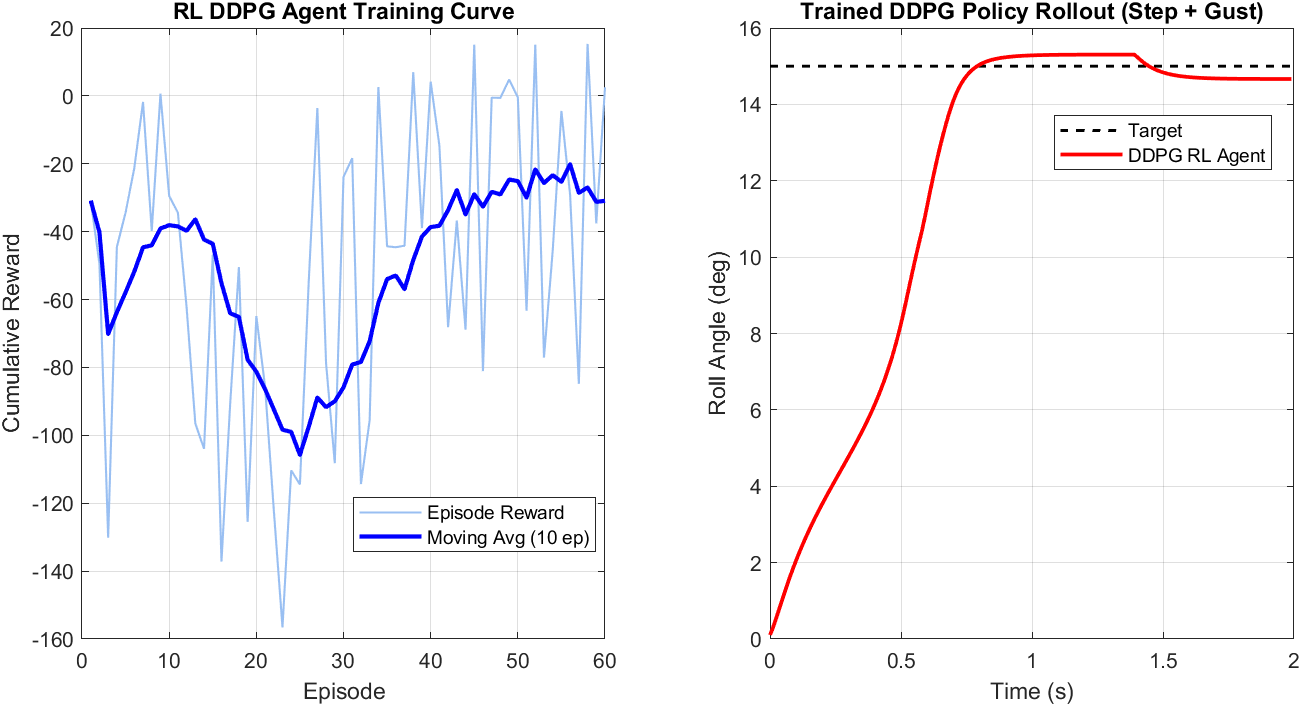 RL DDPG Agent Training Curve
20
0
-20
-40
-60
-80
-100
-120
-140
-160
Cumulative Reward
0 10 20 30 40 50 60
Episode
Episode Reward
Moving Avg (10 ep)
Trained DDPG Policy Rollout (Step + Gust)
16
14
12
10
8
6
4
2
0
Roll Angle (deg)
0 0.5 1 1.5 2
Time (s)
Target
DDPG RL Agent